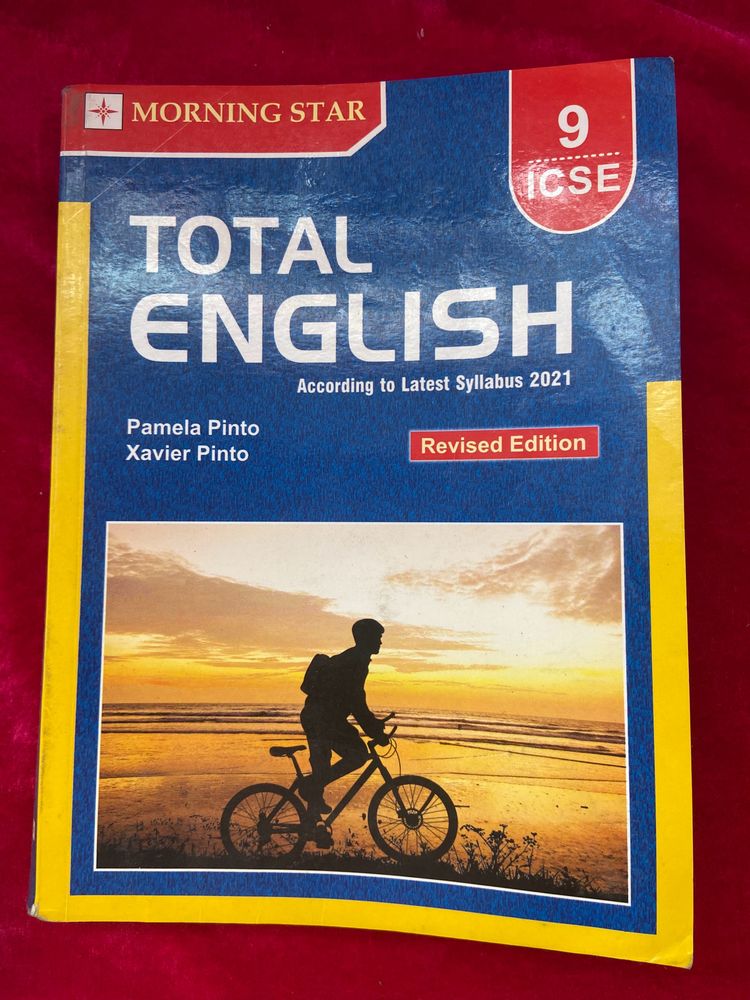 MORNING STAR
9
ICSE
TOTAL
ENGLISH
According to Latest Syllabus 2021
Pamela Pinto
Xavier Pinto
Revised Edition